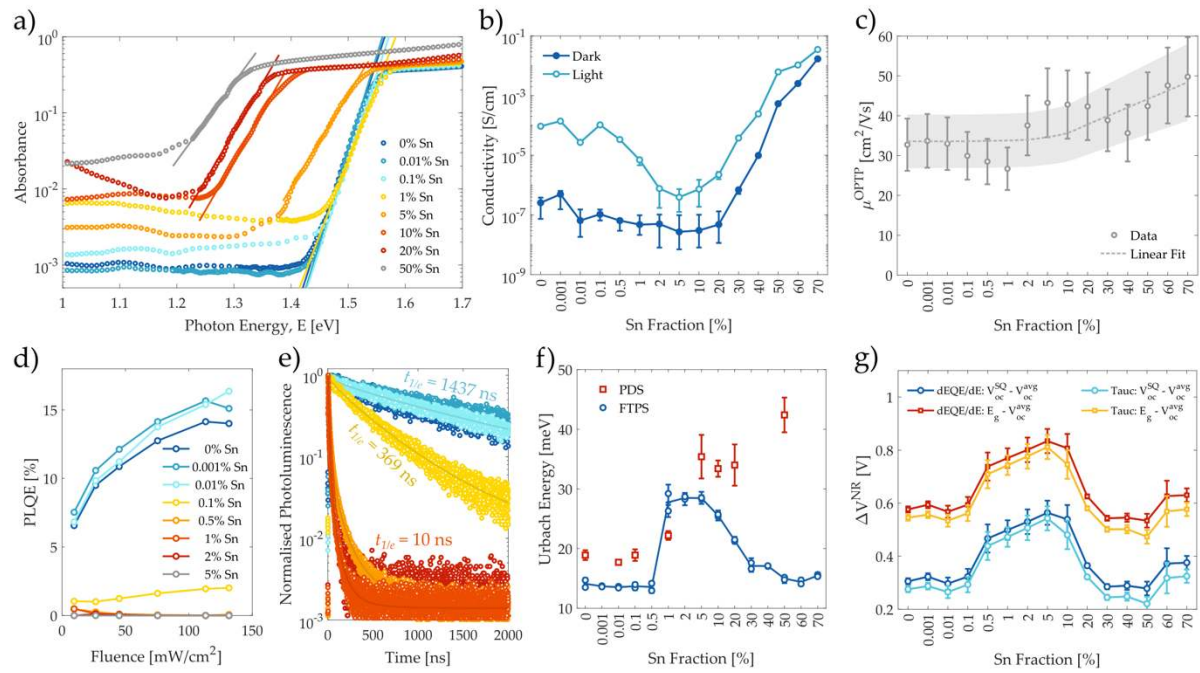 a)
10^0
10^-1
10^-2
10^-3
Absorbance
1
1.1
1.2
1.3
1.4
1.5
1.6
1.7
Photon Energy, E [eV]
0% Sn
0.01% Sn
0.1% Sn
1% Sn
5% Sn
10% Sn
20% Sn
50% Sn
b)
10^-1
10^-3
10^-5
10^-7
10^-9
Conductivity [S/cm]
Dark
Light
0
0.001
0.01
0.1
0.5
1
2
5
10
20
30
40
50
60
70
Sn Fraction [%]
c)
60
50
40
30
20
10
0
μ^OPTP [cm^2/Vs]
Data
Linear Fit
0
0.001
0.01
0.1
0.5
1
2
5
10
20
30
40
50
60
70
Sn Fraction [%]
d)
15
10
5
0
PLQE [%]
0% Sn
0.001% Sn
0.01% Sn
0.1% Sn
0.5% Sn
1% Sn
2% Sn
5% Sn
0
50
100
150
Fluence [mW/cm^2]
e)
10^0
10^-1
10^-2
10^-3
Normalised Photoluminescence
t_1/e = 1437 ns
t_1/e = 369 ns
t_1/e = 10 ns
0
500
1000
1500
2000
Time [ns]
f)
50
40
30
20
10
Urbach Energy [meV]
PDS
FTPS
0
0.001
0.01
0.1
0.5
1
2
5
10
20
30
40
50
60
70
Sn Fraction [%]
g)
dEQE/dE: V_oc^SQ - V_oc^avg
dEQE/dE: E_g - V_oc^avg
Tauc: V_oc^SQ - V_oc^avg
Tauc: E_g - V_oc^avg
1
0.8
0.6
0.4
0.2
ΔV^NR [V]
0
0.001
0.01
0.1
0.5
1
2
5
10
20
30
40
50
60
70
Sn Fraction [%]